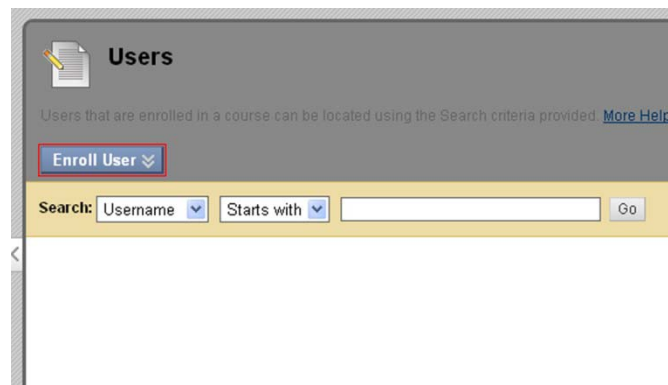 Users
Users that are enrolled in a course can be located using the Search criteria provided. More Help
Enroll User
Search: Username Starts with Go